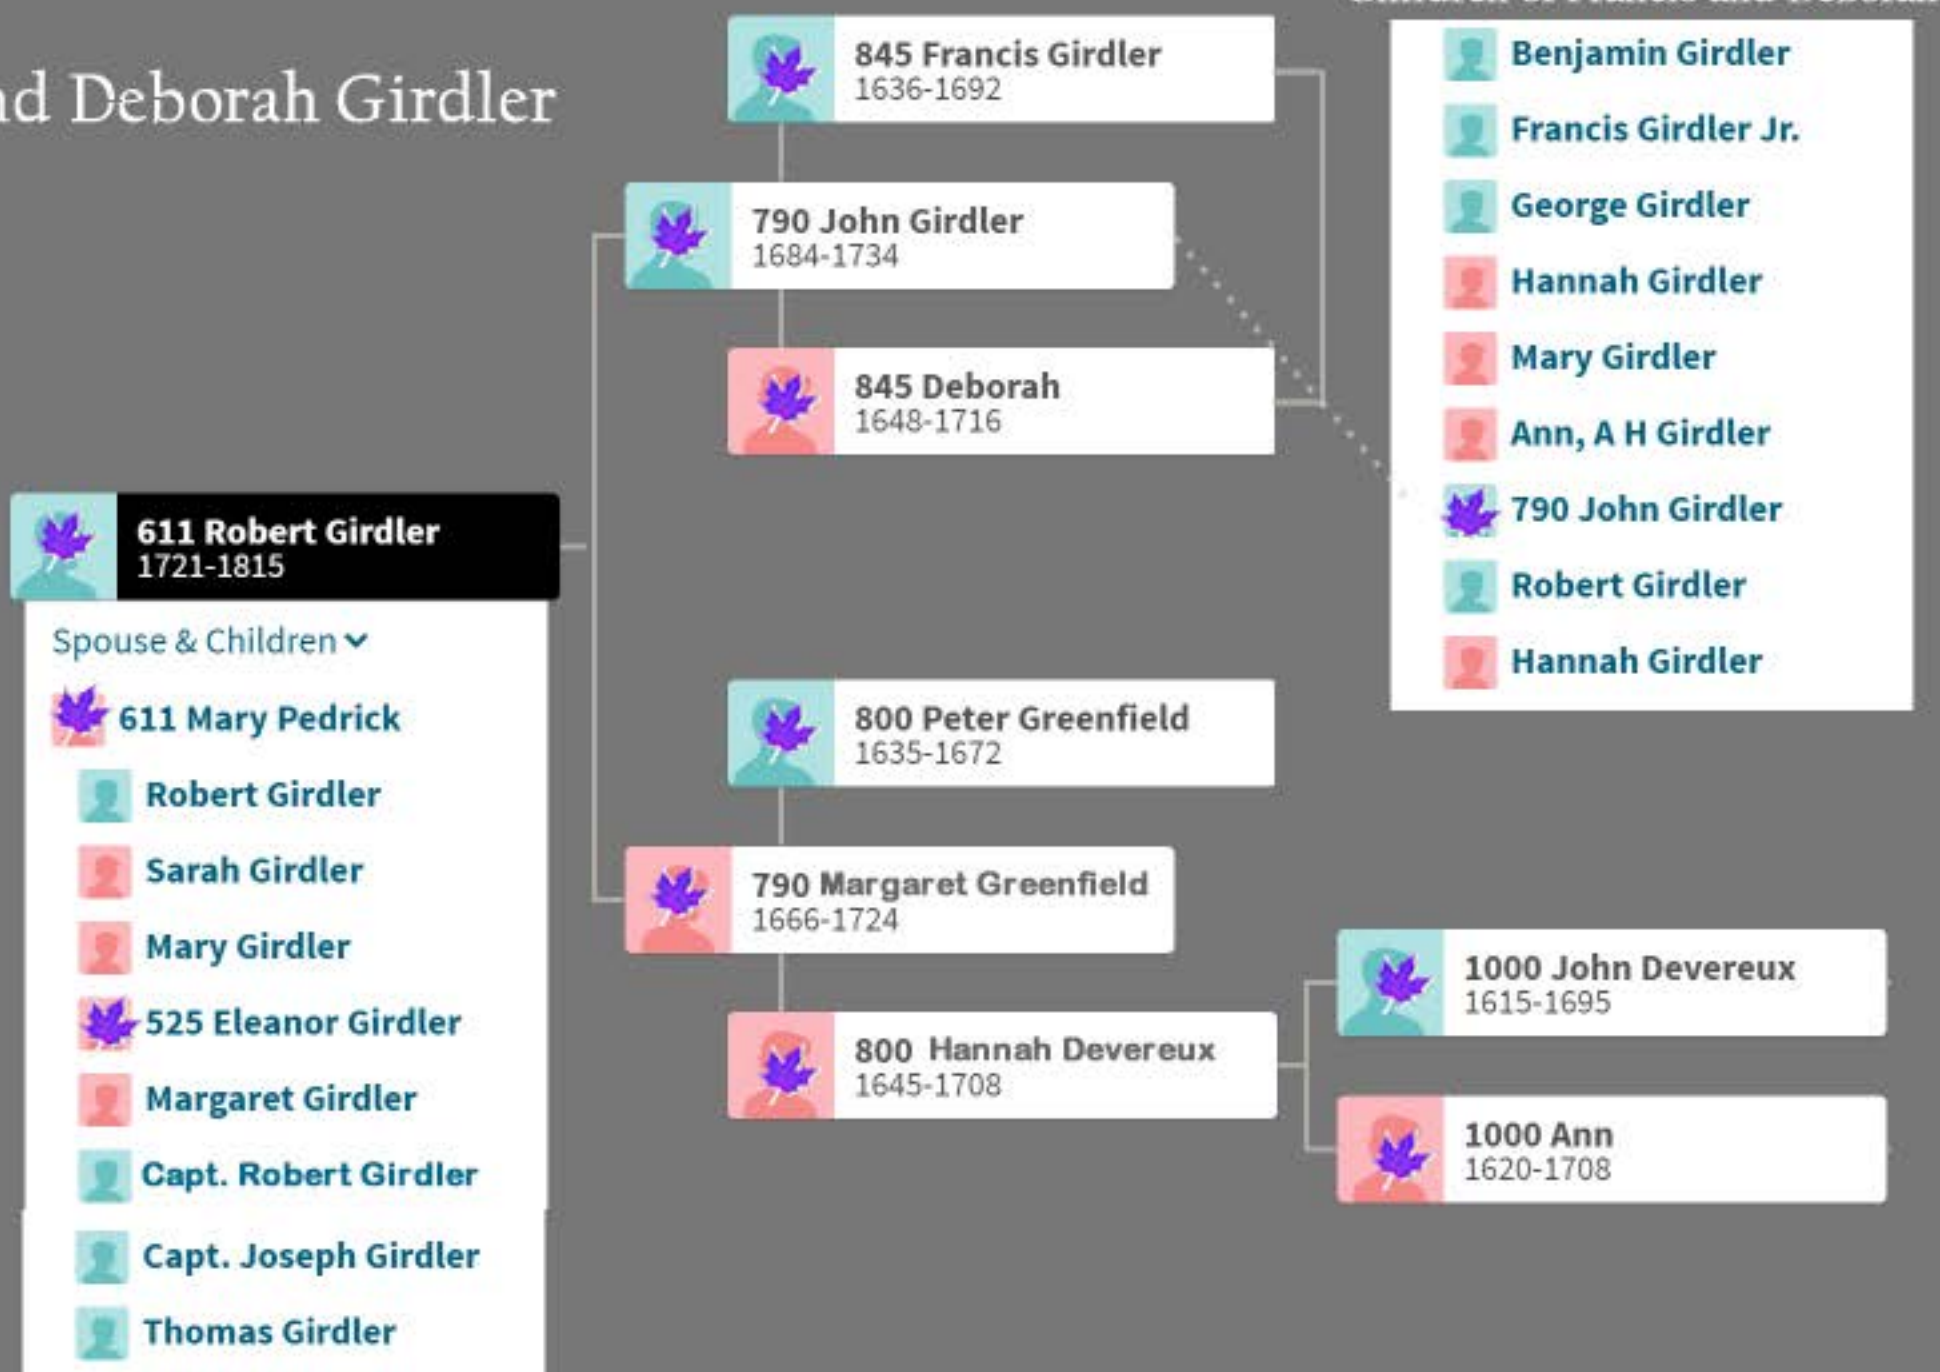 Deborah Girdler
845 Francis Girdler
1636-1692
790 John Girdler
1684-1734
845 Deborah
1648-1716
611 Robert Girdler
1721-1815
Spouse & Children
611 Mary Pedrick
Robert Girdler
Sarah Girdler
Mary Girdler
525 Eleanor Girdler
Margaret Girdler
Capt. Robert Girdler
Capt. Joseph Girdler
Thomas Girdler
800 Peter Greenfield
1635-1672
790 Margaret Greenfield
1666-1724
800 Hannah Devereux
1645-1708
1000 John Devereux
1615-1695
1000 Ann
1620-1708
Benjamin Girdler
Francis Girdler Jr.
George Girdler
Hannah Girdler
Mary Girdler
Ann, A H Girdler
790 John Girdler
Robert Girdler
Hannah Girdler